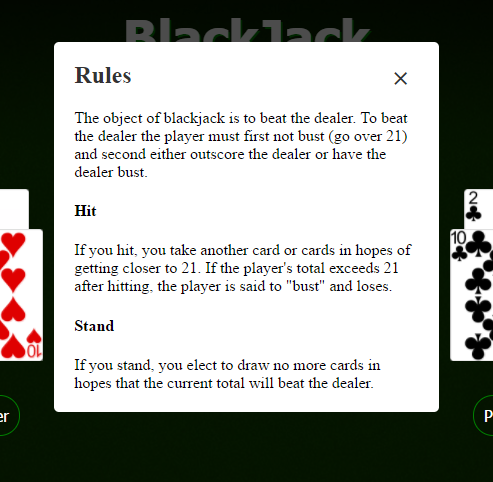 BlackJack
Rules
The object of blackjack is to beat the dealer. To beat
the dealer the player must first not bust (go over 21)
and second either outscore the dealer or have the
dealer bust.
Hit
If you hit, you take another card or cards in hopes of
getting closer to 21. If the player's total exceeds 21
after hitting, the player is said to "bust" and loses.
Stand
If you stand, you elect to draw no more cards in
hopes that the current total will beat the dealer.
2
10
10
er
P